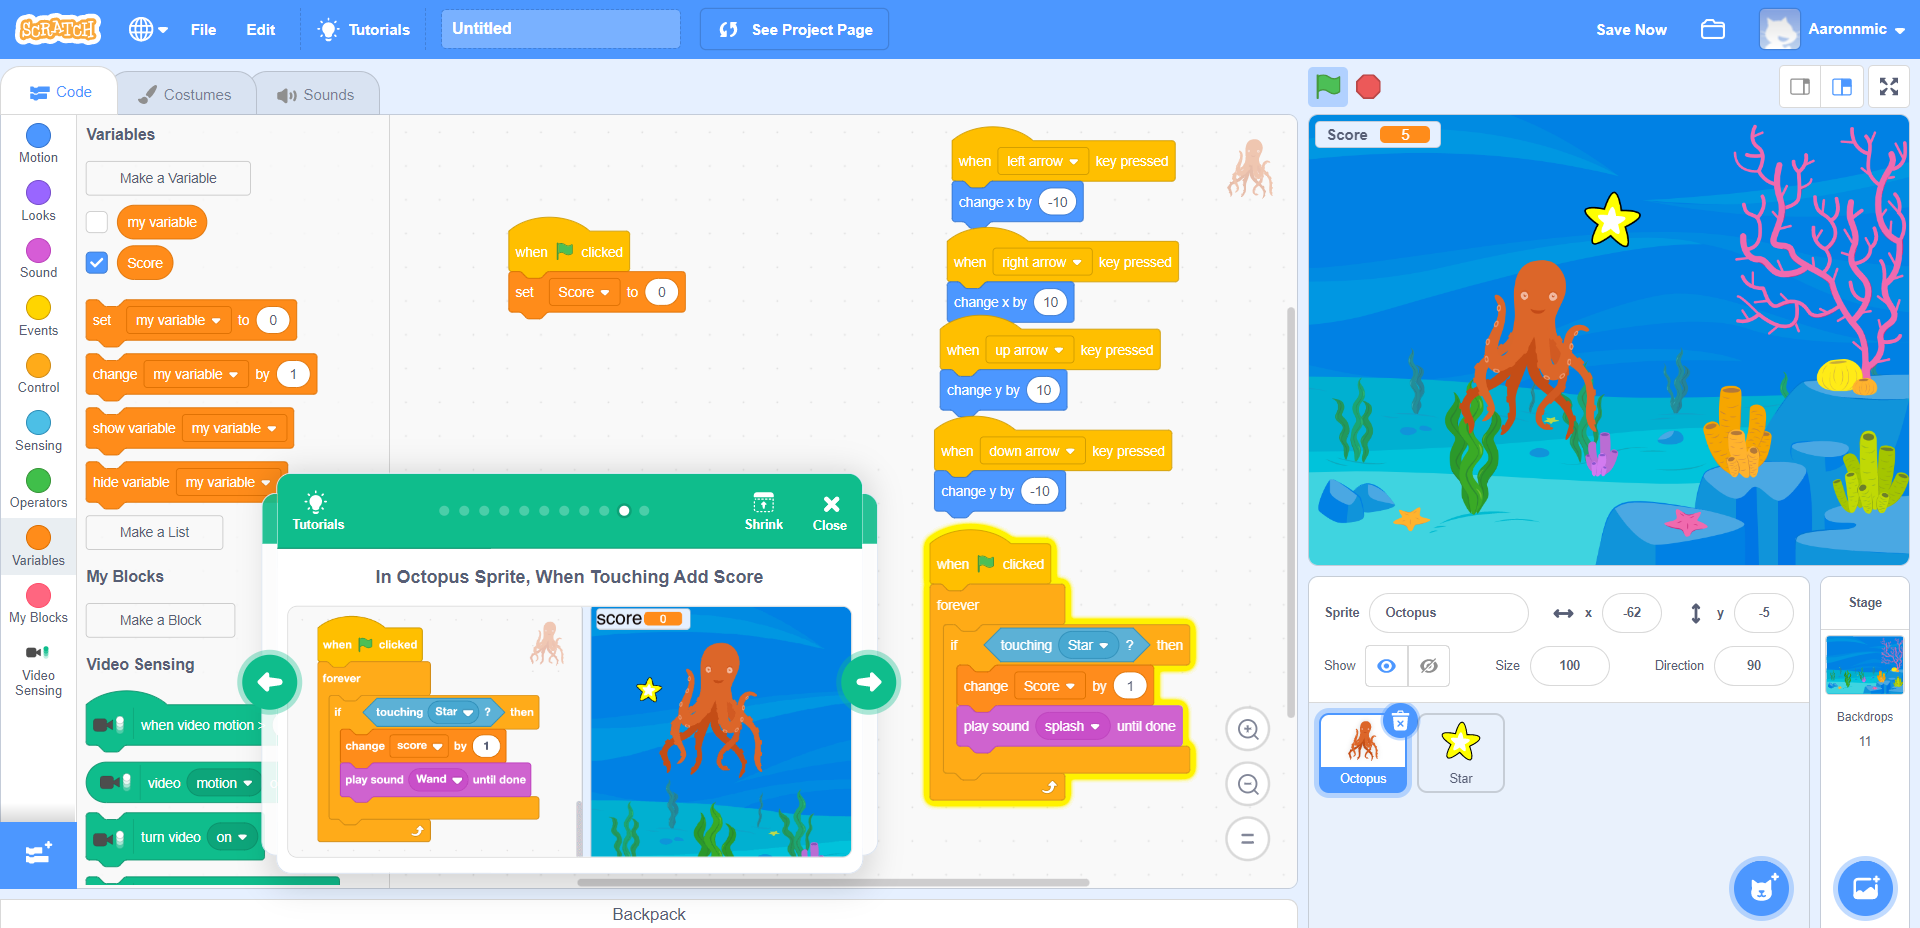 SCRATCH
File
Edit
Tutorials
Untitled
See Project Page
Save Now
Aaronnmic
Code
Costumes
Sounds
Motion
Looks
Sound
Events
Control
Sensing
Operators
Variables
My Blocks
Video
Sensing
Variables
Make a Variable
my variable
Score
set my variable to 0
change my variable by 1
show variable my variable
hide variable my variable
Make a List
My Blocks
Make a Block
Video Sensing
when video motion >
video motion
turn video on
when clicked
set Score to 0
when left arrow key pressed
change x by -10
when right arrow key pressed
change x by 10
when up arrow key pressed
change y by 10
when down arrow key pressed
change y by -10
when clicked
forever
if touching Star ? then
change Score by 1
play sound splash until done
Tutorials
Shrink
Close
In Octopus Sprite, When Touching Add Score
when clicked
forever
if touching Star ? then
change score by 1
play sound Wand until done
score 0
Backpack
Score 5
Sprite Octopus x -62 y -5
Show Size 100 Direction 90
Octopus
Star
Stage
Backdrops
11